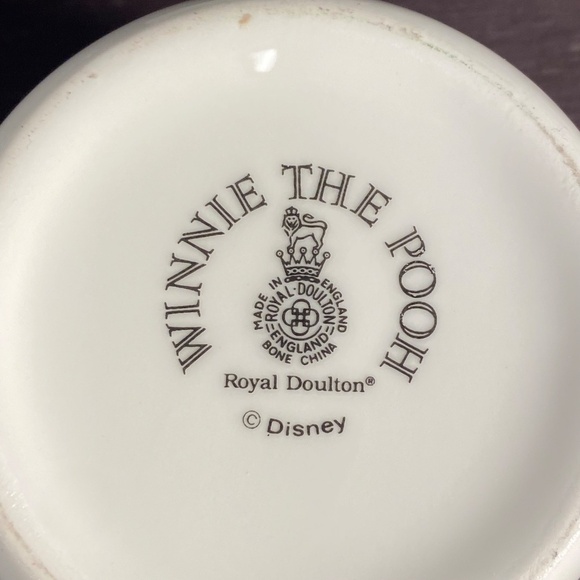 WINNIE THE POOH
MADE IN ENGLAND
ROYAL-DOULTON
ENGLAND
BONE CHINA
Royal Doulton®
© Disney